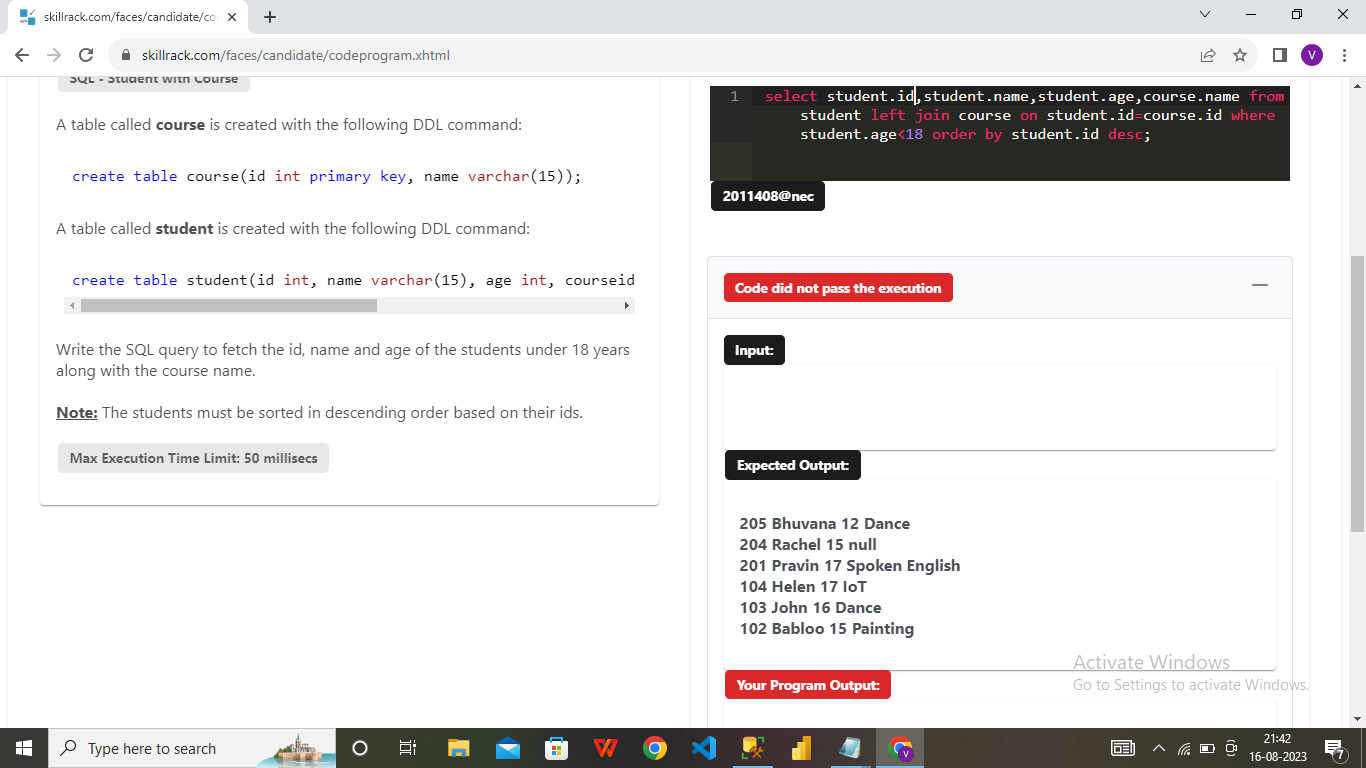 skillrack.com/faces/candidate/co
skillrack.com/faces/candidate/codeprogram.xhtml
V
SQL - Student with Course
A table called course is created with the following DDL command:
create table course(id int primary key, name varchar(15));
A table called student is created with the following DDL command:
create table student(id int, name varchar(15), age int, courseid
Write the SQL query to fetch the id, name and age of the students under 18 years
along with the course name.
Note: The students must be sorted in descending order based on their ids.
Max Execution Time Limit: 50 millisecs
1 select student.id,student.name,student.age,course.name from
student left join course on student.id=course.id where
student.age<18 order by student.id desc;
2011408@nec
Code did not pass the execution
Input:
Expected Output:
205 Bhuvana 12 Dance
204 Rachel 15 null
201 Pravin 17 Spoken English
104 Helen 17 IoT
103 John 16 Dance
102 Babloo 15 Painting
Your Program Output:
Activate Windows
Go to Settings to activate Windows.
Type here to search
W
V
21:42
16-08-2023
7